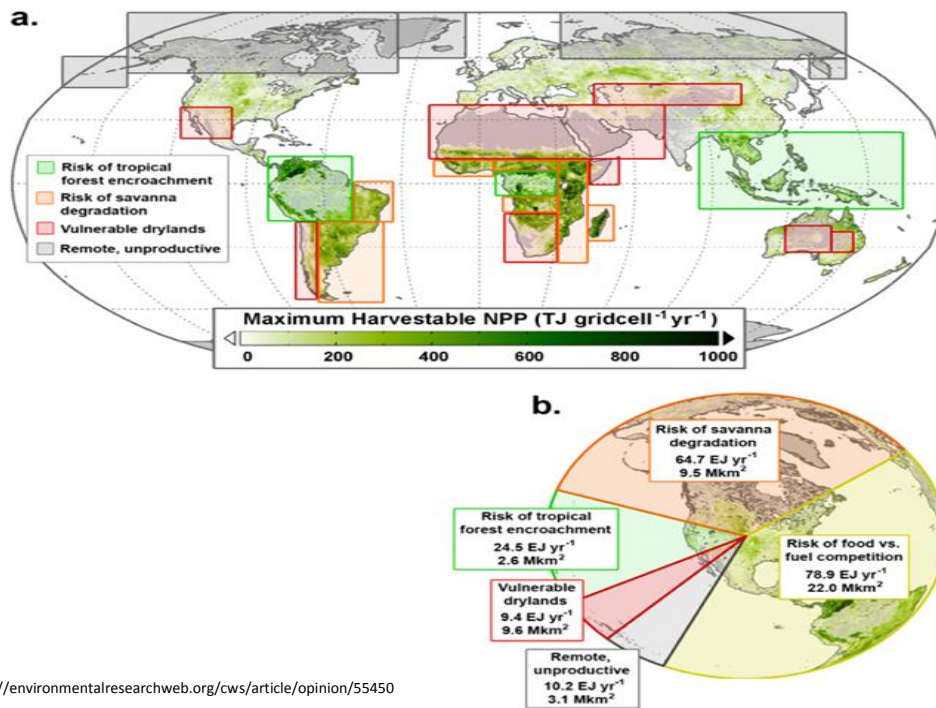 a.
Risk of tropical
forest encroachment
Risk of savanna
degradation
Vulnerable drylands
Remote, unproductive
Maximum Harvestable NPP (TJ gridcell⁻¹ yr⁻¹)
0 200 400 600 800 1000
b.
Risk of savanna
degradation
64.7 EJ yr⁻¹
9.5 Mkm²
Risk of tropical
forest encroachment
24.5 EJ yr⁻¹
2.6 Mkm²
Risk of food vs.
fuel competition
78.9 EJ yr⁻¹
22.0 Mkm²
Vulnerable
drylands
9.4 EJ yr⁻¹
9.6 Mkm²
Remote,
unproductive
10.2 EJ yr⁻¹
3.1 Mkm²
//environmentalresearchweb.org/cws/article/opinion/55450